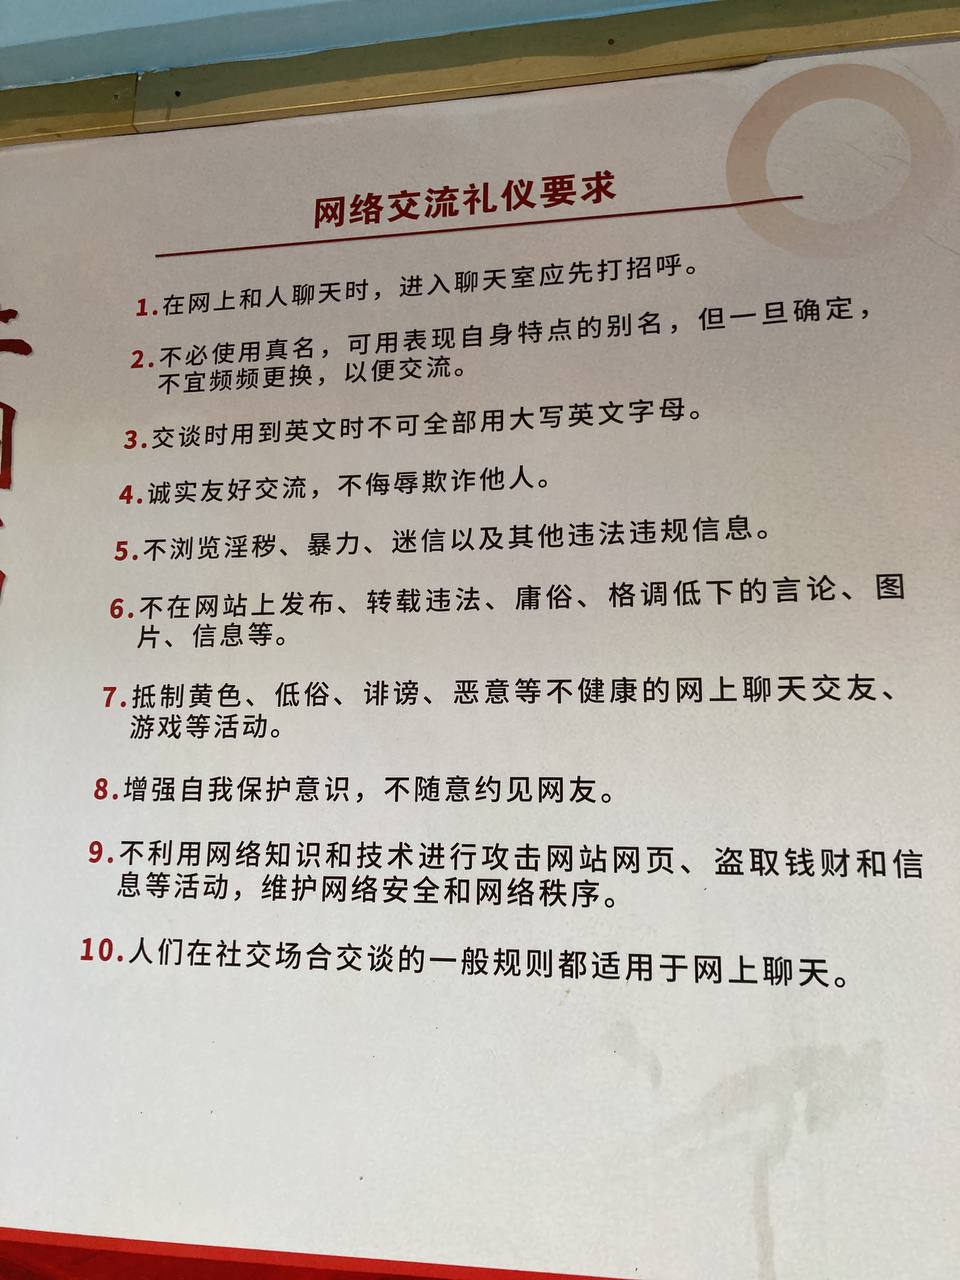 网络交流礼仪要求
1.在网上和人聊天时，进入聊天室应先打招呼。
2.不必使用真名，可用表现自身特点的别名，但一旦确定，
不宜频频更换，以便交流。
3.交谈时用到英文时不可全部用大写英文字母。
4.诚实友好交流，不侮辱欺诈他人。
5.不浏览淫秽、暴力、迷信以及其他违法违规信息。
6.不在网站上发布、转载违法、庸俗、格调低下的言论、图
片、信息等。
7.抵制黄色、低俗、诽谤、恶意等不健康的网上聊天交友、
游戏等活动。
8.增强自我保护意识，不随意约见网友。
9.不利用网络知识和技术进行攻击网站网页、盗取钱财和信
息等活动，维护网络安全和网络秩序。
10.人们在社交场合交谈的一般规则都适用于网上聊天。